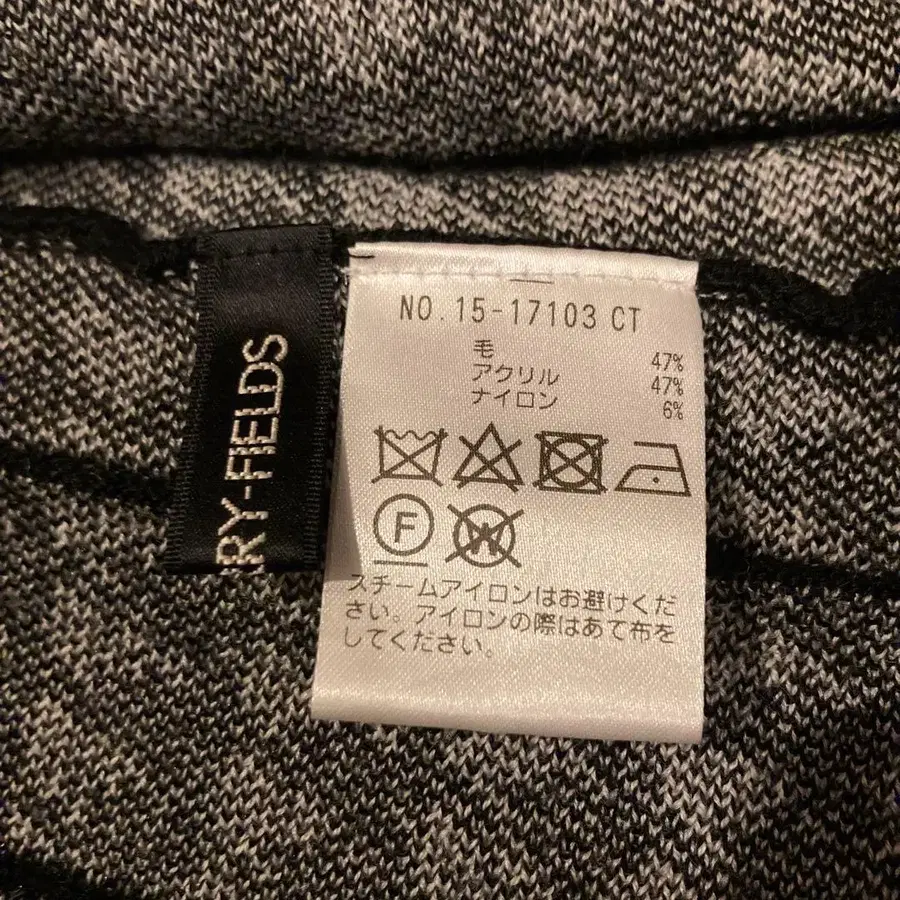 RY-FIELDS
NO.15-17103 CT
毛 47%
アクリル 47%
ナイロン 6%
F
W
スチームアイロンはお避けくだ
さい。アイロンの際はあて布を
してください。